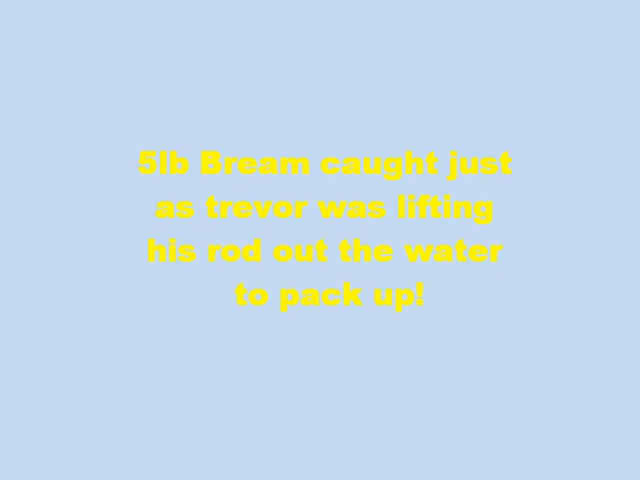 5lb Bream caught just
as trevor was lifting
his rod out the water
to pack up!